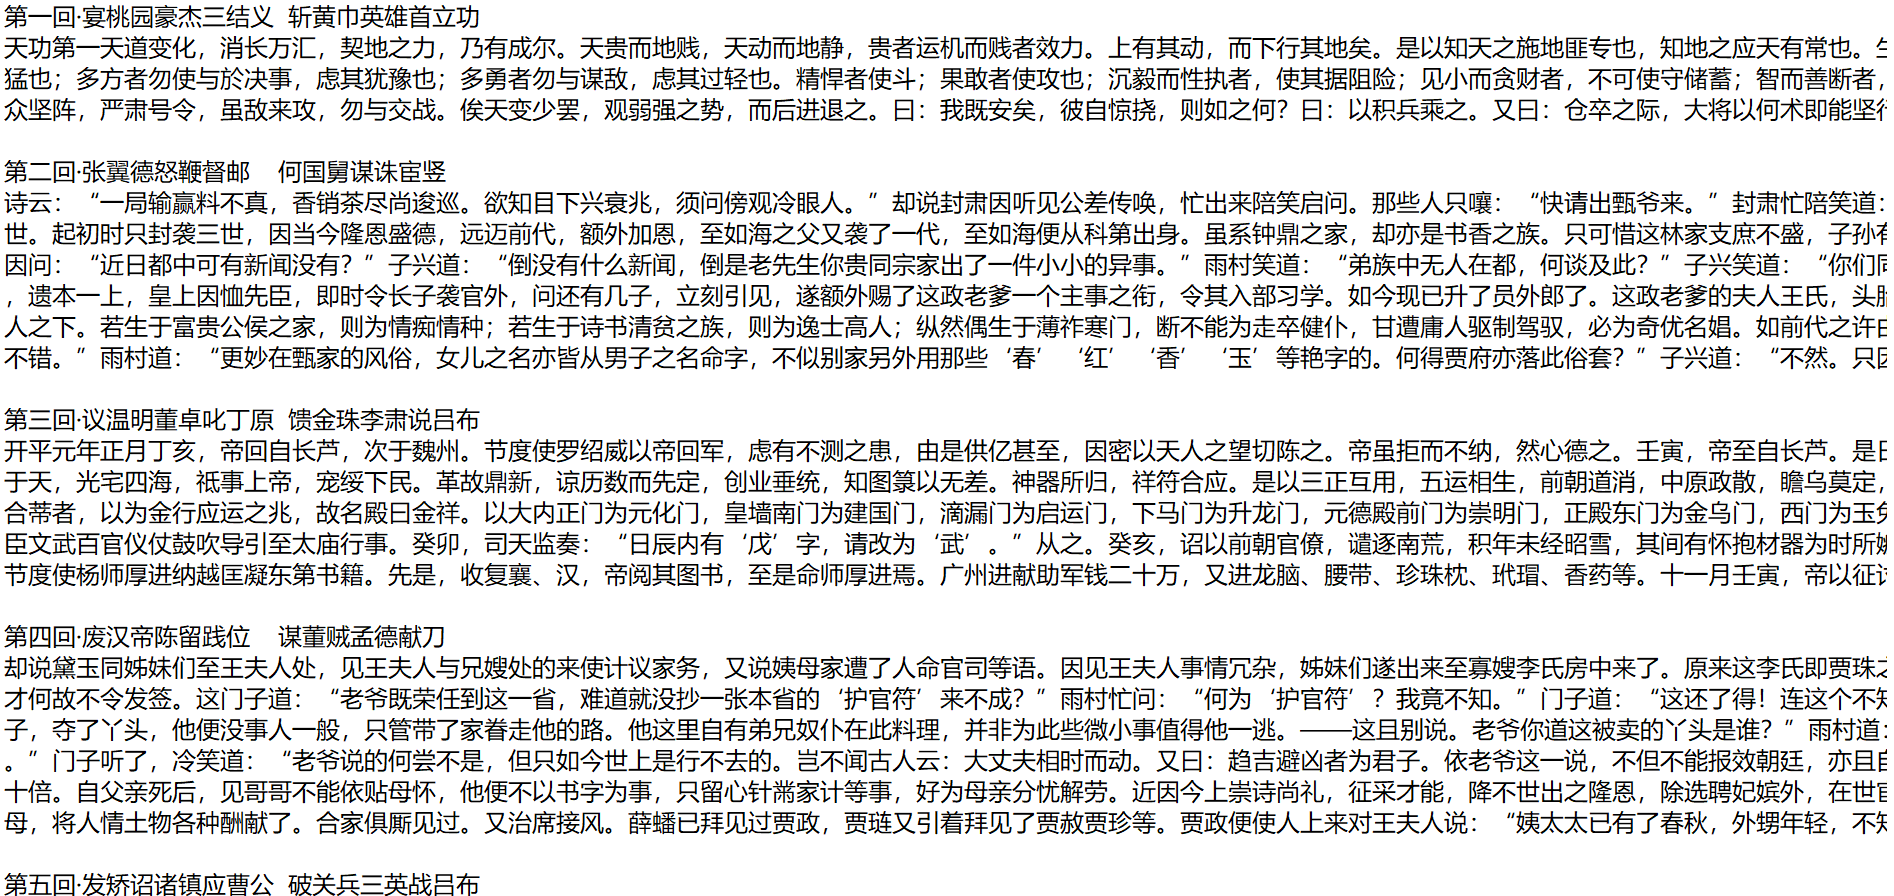 第一回·宴桃园豪杰三结义  斩黄巾英雄首立功
天功第一天道变化，消长万汇，契地之力，乃有成尔。天贵而地贱，天动而地静，贵者运机而贱者效力。上有其动，而下行其地矣。是以知天之施地匪专也，知地之应天有常也。生
猛也；多方者勿使与於决事，虑其犹豫也；多勇者勿与谋敌，虑其过轻也。精悍者使斗；果敢者使攻也；沉毅而性执者，使其据阻险；见小而贪财者，不可使守储蓄；智而善断者，
众坚阵，严肃号令，虽敌来攻，勿与交战。俟天变少罢，观弱强之势，而后进退之。曰：我既安矣，彼自惊挠，则如之何？曰：以积兵乘之。又曰：仓卒之际，大将以何术即能坚行
第二回·张翼德怒鞭督邮    何国舅谋诛宦竖
诗云：“一局输赢料不真，香销茶尽尚逡巡。欲知目下兴衰兆，须问傍观冷眼人。”却说封肃因听见公差传唤，忙出来陪笑启问。那些人只嚷：“快请出甄爷来。”封肃忙陪笑道：
世。起初时只封袭三世，因当今隆恩盛德，远迈前代，额外加恩，至如海之父又袭了一代，至如海便从科第出身。虽系钟鼎之家，却亦是书香之族。只可惜这林家支庶不盛，子孙有
因问：“近日都中可有新闻没有？”子兴道：“倒没有什么新闻，倒是老先生你贵同宗家出了一件小小的异事。”雨村笑道：“弟族中无人在都，何谈及此？”子兴笑道：“你们同
，遗本一上，皇上因恤先臣，即时令长子袭官外，问还有几子，立刻引见，遂额外赐了这政老爹一个主事之衔，令其入部习学。如今现已升了员外郎了。这政老爹的夫人王氏，头胎
人之下。若生于富贵公侯之家，则为情痴情种；若生于诗书清贫之族，则为逸士高人；纵然偶生于薄祚寒门，断不能为走卒健仆，甘遭庸人驱制驾驭，必为奇优名娼。如前代之许由
不错。”雨村道：“更妙在甄家的风俗，女儿之名亦皆从男子之名命字，不似别家另外用那些‘春’‘红’‘香’‘玉’等艳字的。何得贾府亦落此俗套？”子兴道：“不然。只因
第三回·议温明董卓叱丁原  馈金珠李肃说吕布
开平元年正月丁亥，帝回自长芦，次于魏州。节度使罗绍威以帝回军，虑有不测之患，由是供亿甚至，因密以天人之望切陈之。帝虽拒而不纳，然心德之。壬寅，帝至自长芦。是日
于天，光宅四海，祗事上帝，宠绥下民。革故鼎新，谅历数而先定，创业垂统，知图箓以无差。神器所归，祥符合应。是以三正互用，五运相生，前朝道消，中原政散，瞻乌莫定，
合蒂者，以为金行应运之兆，故名殿曰金祥。以大内正门为元化门，皇墙南门为建国门，滴漏门为启运门，下马门为升龙门，元德殿前门为崇明门，正殿东门为金乌门，西门为玉兔
臣文武百官仪仗鼓吹导引至太庙行事。癸卯，司天监奏：“日辰内有‘戊’字，请改为‘武’。”从之。癸亥，诏以前朝官僚，谴逐南荒，积年未经昭雪，其间有怀抱材器为时所嫉
节度使杨师厚进纳越匡凝东第书籍。先是，收复襄、汉，帝阅其图书，至是命师厚进焉。广州进献助军钱二十万，又进龙脑、腰带、珍珠枕、玳瑁、香药等。十一月壬寅，帝以征讨
第四回·废汉帝陈留践位    谋董贼孟德献刀
却说黛玉同姊妹们至王夫人处，见王夫人与兄嫂处的来使计议家务，又说姨母家遭了人命官司等语。因见王夫人事情冗杂，姊妹们遂出来至寡嫂李氏房中来了。原来这李氏即贾珠之
才何故不令发签。这门子道：“老爷既荣任到这一省，难道就没抄一张本省的‘护官符’来不成？”雨村忙问：“何为‘护官符’？我竟不知。”门子道：“这还了得！连这个不知
子，夺了丫头，他便没事人一般，只管带了家眷走他的路。他这里自有弟兄奴仆在此料理，并非为此些微小事值得他一逃。——这且别说。老爷你道这被卖的丫头是谁？”雨村道：
。”门子听了，冷笑道：“老爷说的何尝不是，但只如今世上是行不去的。岂不闻古人云：大丈夫相时而动。又曰：趋吉避凶者为君子。依老爷这一说，不但不能报效朝廷，亦且自
十倍。自父亲死后，见哥哥不能依贴母怀，他便不以书字为事，只留心针黹家计等事，好为母亲分忧解劳。近因今上崇诗尚礼，征采才能，降不世出之隆恩，除选聘妃嫔外，在世宦
母，将人情土物各种酬献了。合家俱厮见过。又治席接风。薛蟠已拜见过贾政，贾琏又引着拜见了贾赦贾珍等。贾政便使人上来对王夫人说：“姨太太已有了春秋，外甥年轻，不知
第五回·发矫诏诸镇应曹公  破关兵三英战吕布